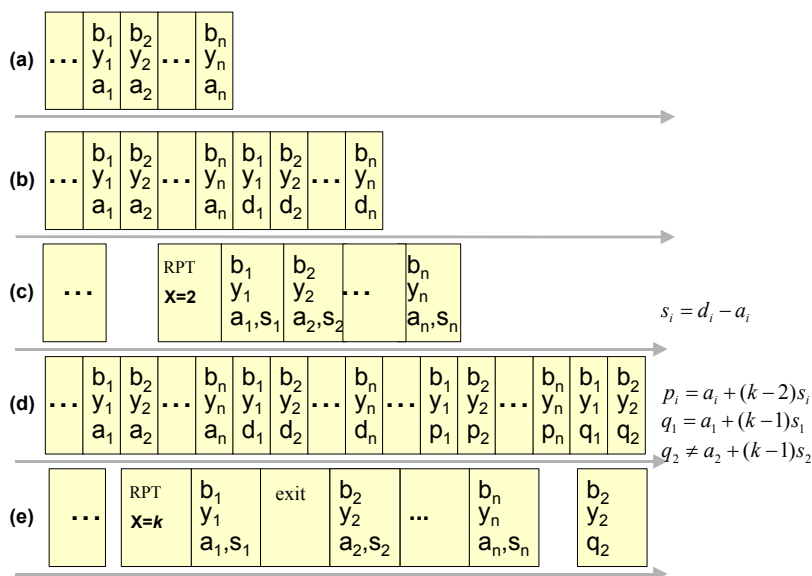 (a) ... b₁ b₂ ... bₙ
y₁ y₂ yₙ
a₁ a₂ aₙ
(b) ... b₁ b₂ ... bₙ b₁ b₂ ... bₙ
y₁ y₂ yₙ y₁ y₂ yₙ
a₁ a₂ aₙ d₁ d₂ dₙ
(c) ... RPT b₁ b₂ ... bₙ
X=2 y₁ y₂ yₙ
a₁,s₁ a₂,s₂ aₙ,sₙ
sᵢ = dᵢ − aᵢ
(d) ... b₁ b₂ ... bₙ b₁ b₂ ... bₙ ... b₁ b₂ ... bₙ b₁ b₂
y₁ y₂ yₙ y₁ y₂ yₙ y₁ y₂ yₙ y₁ y₂
a₁ a₂ aₙ d₁ d₂ dₙ p₁ p₂ pₙ q₁ q₂
pᵢ = aᵢ + (k − 2)sᵢ
q₁ = a₁ + (k − 1)s₁
q₂ ≠ a₂ + (k − 1)s₂
(e) ... RPT b₁ exit b₂ ... bₙ b₂
X=k y₁ y₂ yₙ y₂
a₁,s₁ a₂,s₂ aₙ,sₙ q₂